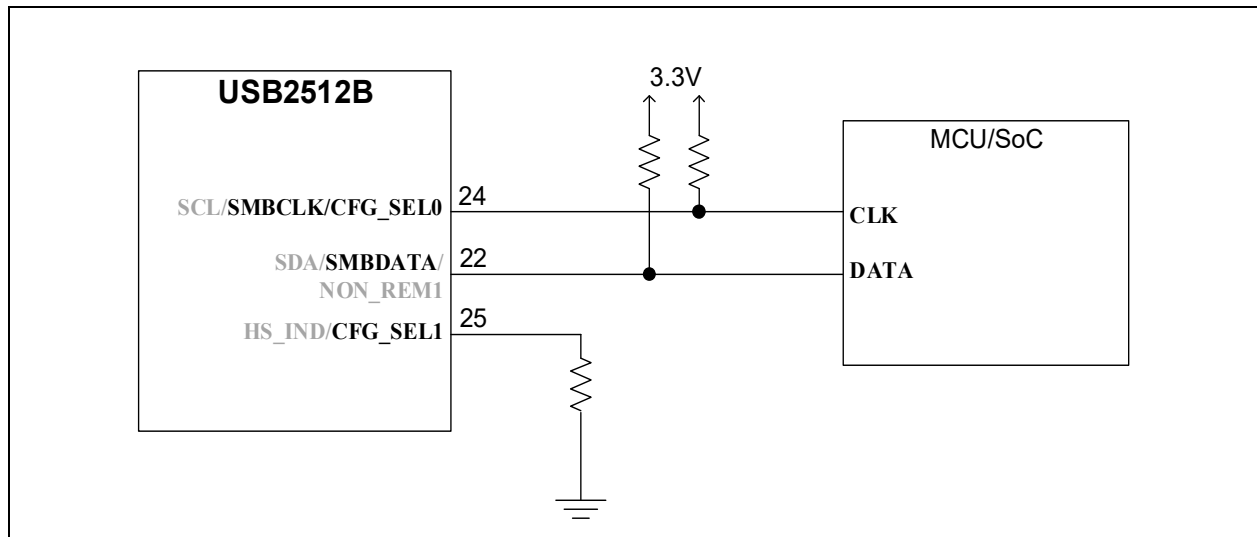 USB2512B
3.3V
MCU/SoC
SCL/SMBCLK/CFG_SEL0
24
CLK
SDA/SMBDATA/
NON_REM1
22
DATA
HS_IND/CFG_SEL1
25